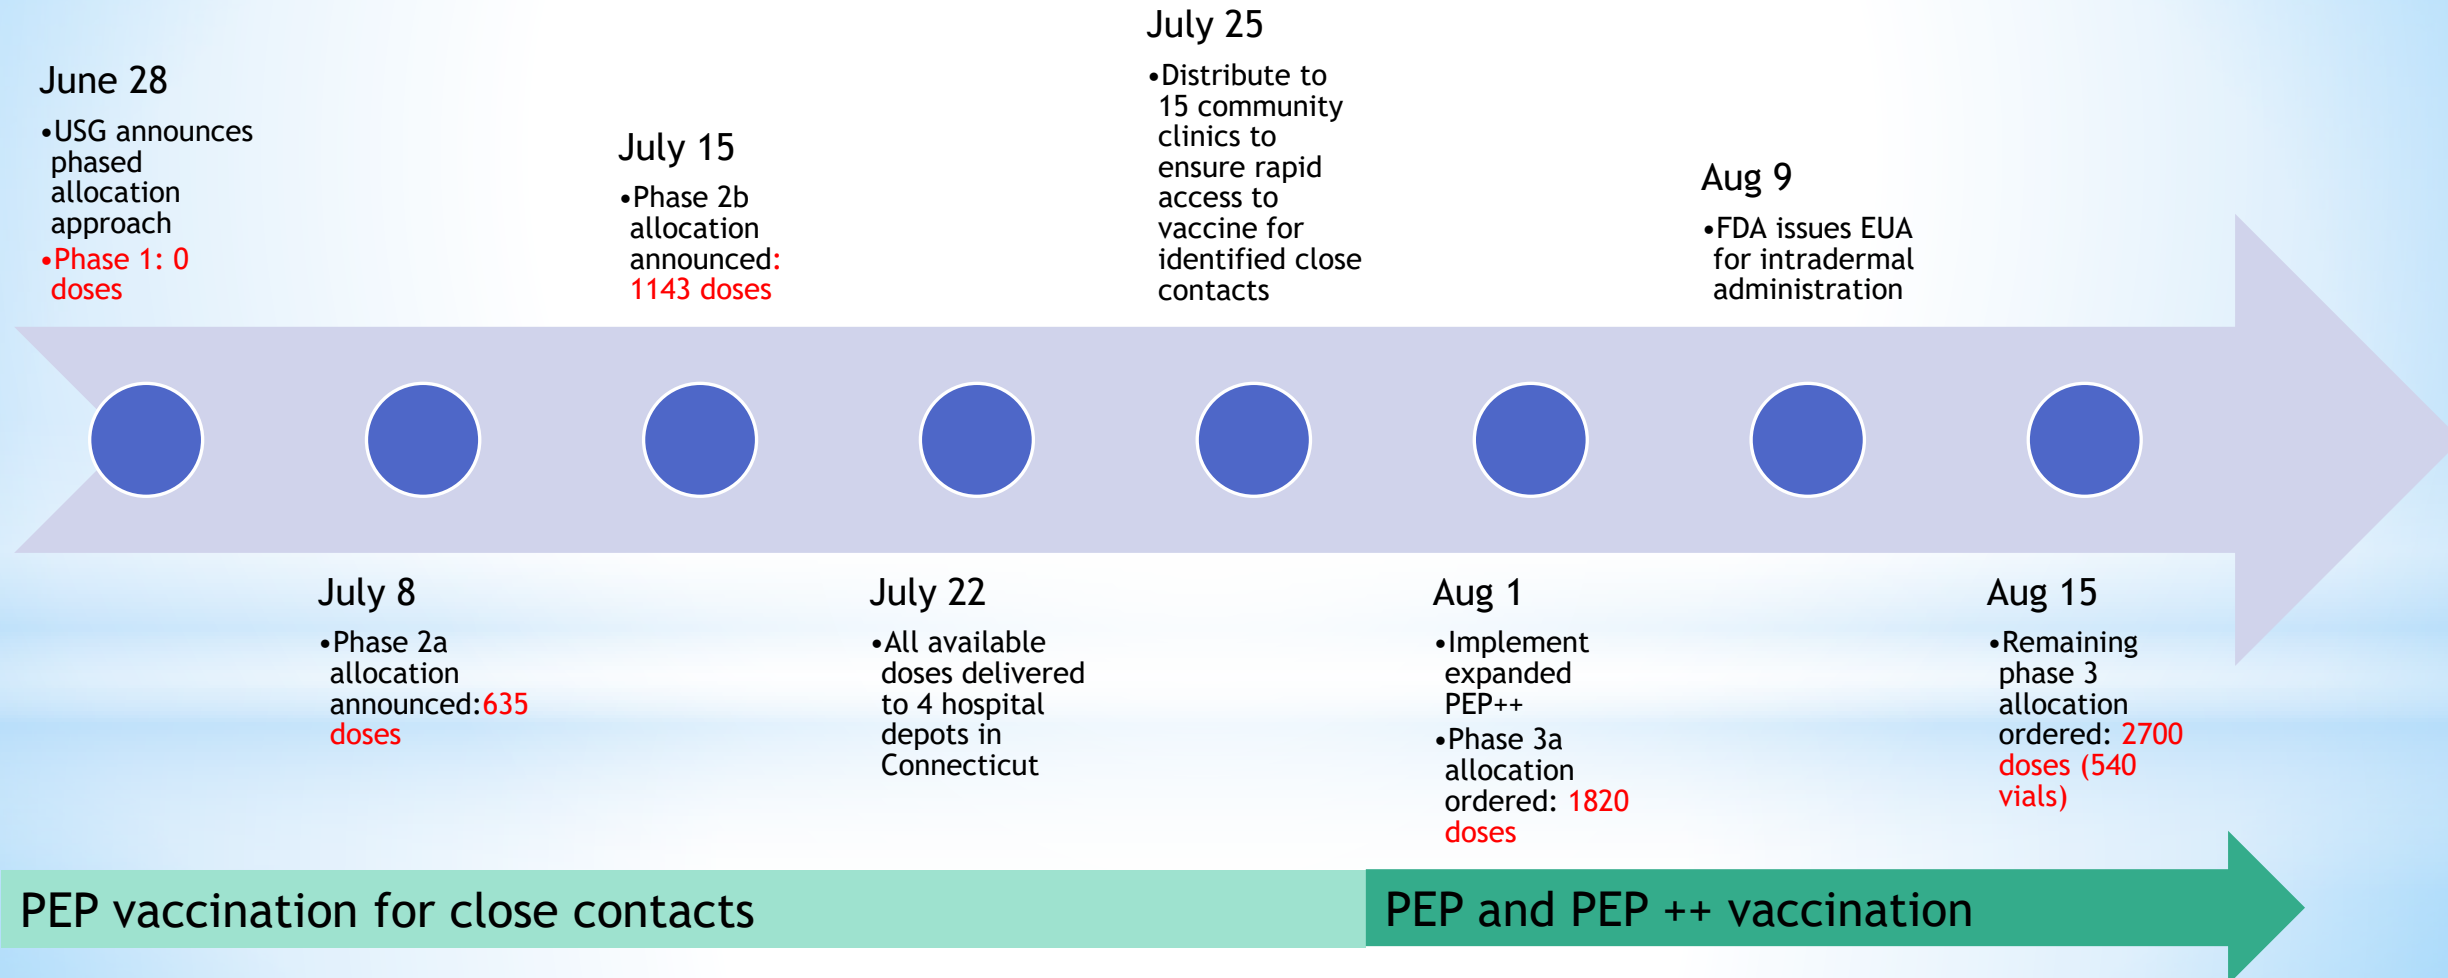 June 28
•USG announces
phased
allocation
approach
•Phase 1: 0
doses
July 8
•Phase 2a
allocation
announced:635
doses
July 15
•Phase 2b
allocation
announced:
1143 doses
July 22
•All available
doses delivered
to 4 hospital
depots in
Connecticut
July 25
•Distribute to
15 community
clinics to
ensure rapid
access to
vaccine for
identified close
contacts
Aug 1
•Implement
expanded
PEP++
•Phase 3a
allocation
ordered: 1820
doses
Aug 9
•FDA issues EUA
for intradermal
administration
Aug 15
•Remaining
phase 3
allocation
ordered: 2700
doses (540
vials)
PEP vaccination for close contacts
PEP and PEP ++ vaccination